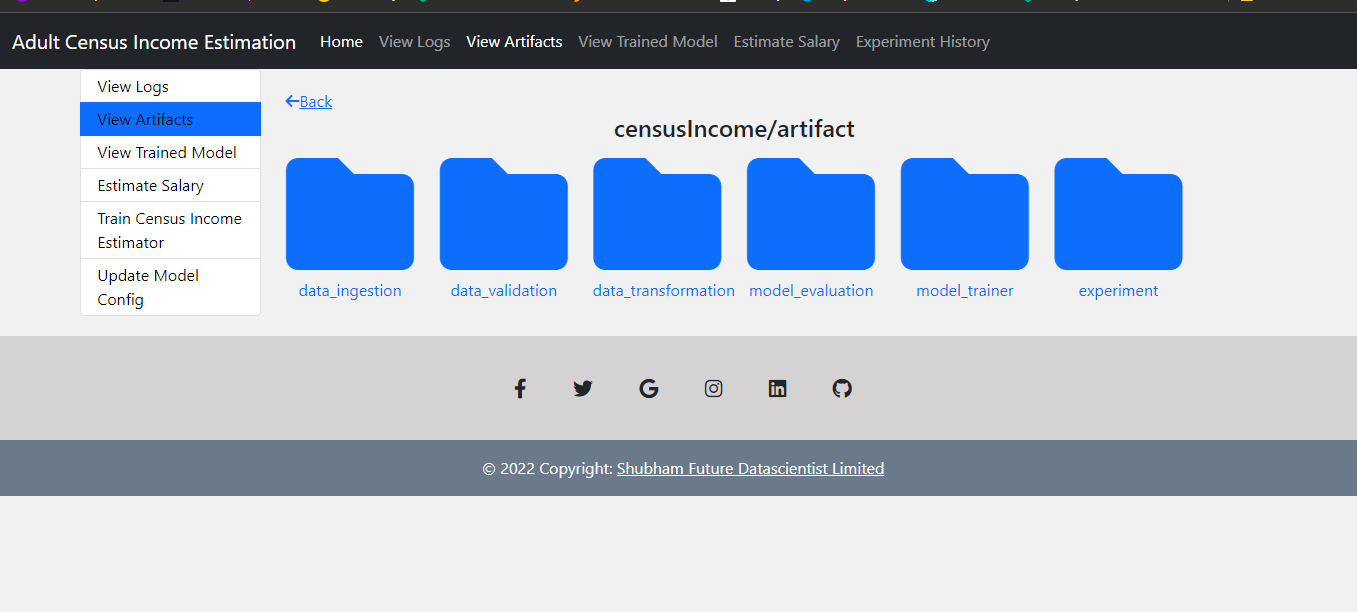 Adult Census Income Estimation Home View Logs View Artifacts View Trained Model Estimate Salary Experiment History
View Logs
View Artifacts
View Trained Model
Estimate Salary
Train Census Income
Estimator
Update Model
Config
Back
censusIncome/artifact
data_ingestion data_validation data_transformation model_evaluation model_trainer experiment
© 2022 Copyright: Shubham Future Datascientist Limited